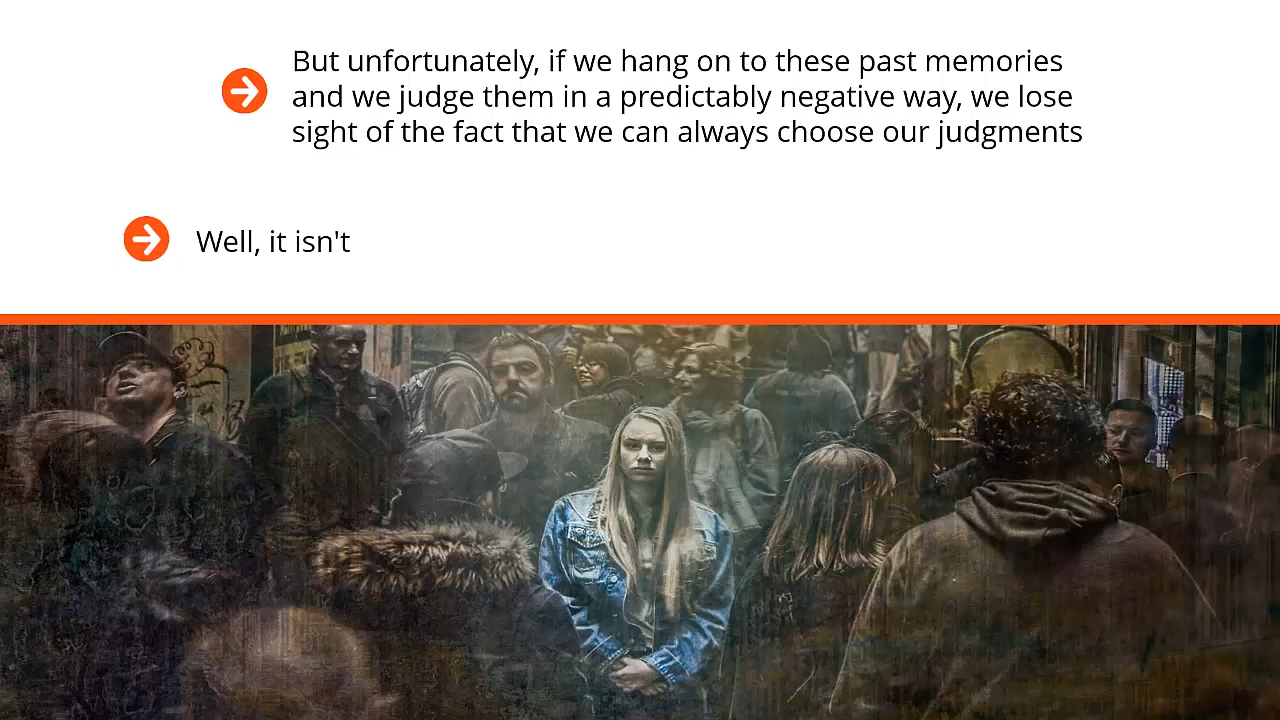 But unfortunately, if we hang on to these past memories
and we judge them in a predictably negative way, we lose
sight of the fact that we can always choose our judgments
Well, it isn't